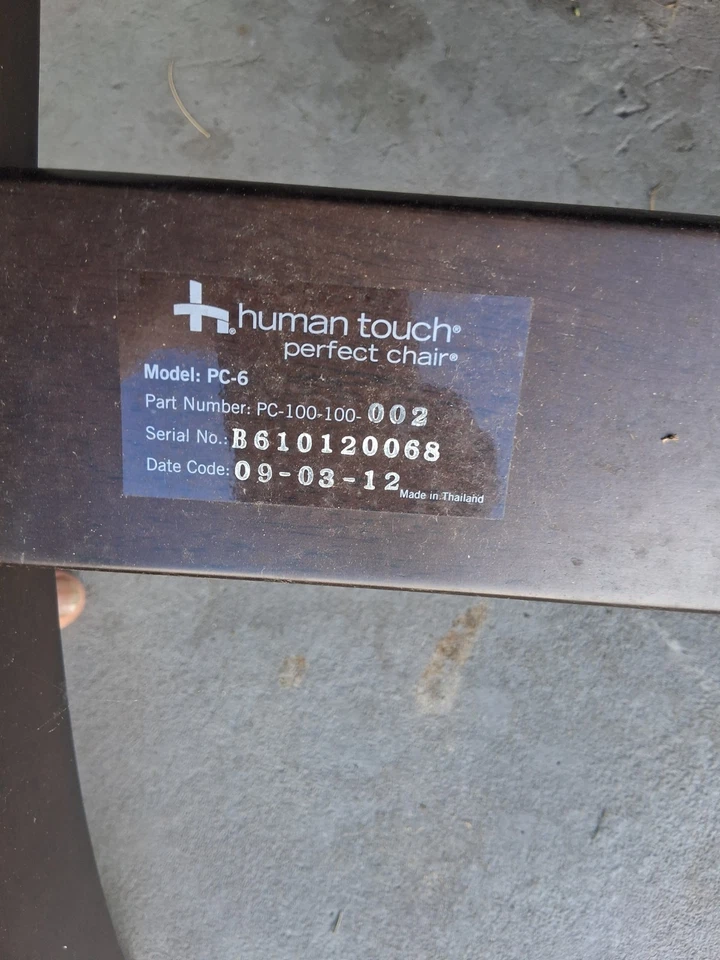 human touch®
perfect chair®
Model: PC-6
Part Number: PC-100-100-002
Serial No.: B610120068
Date Code: 09-03-12
Made in Thailand